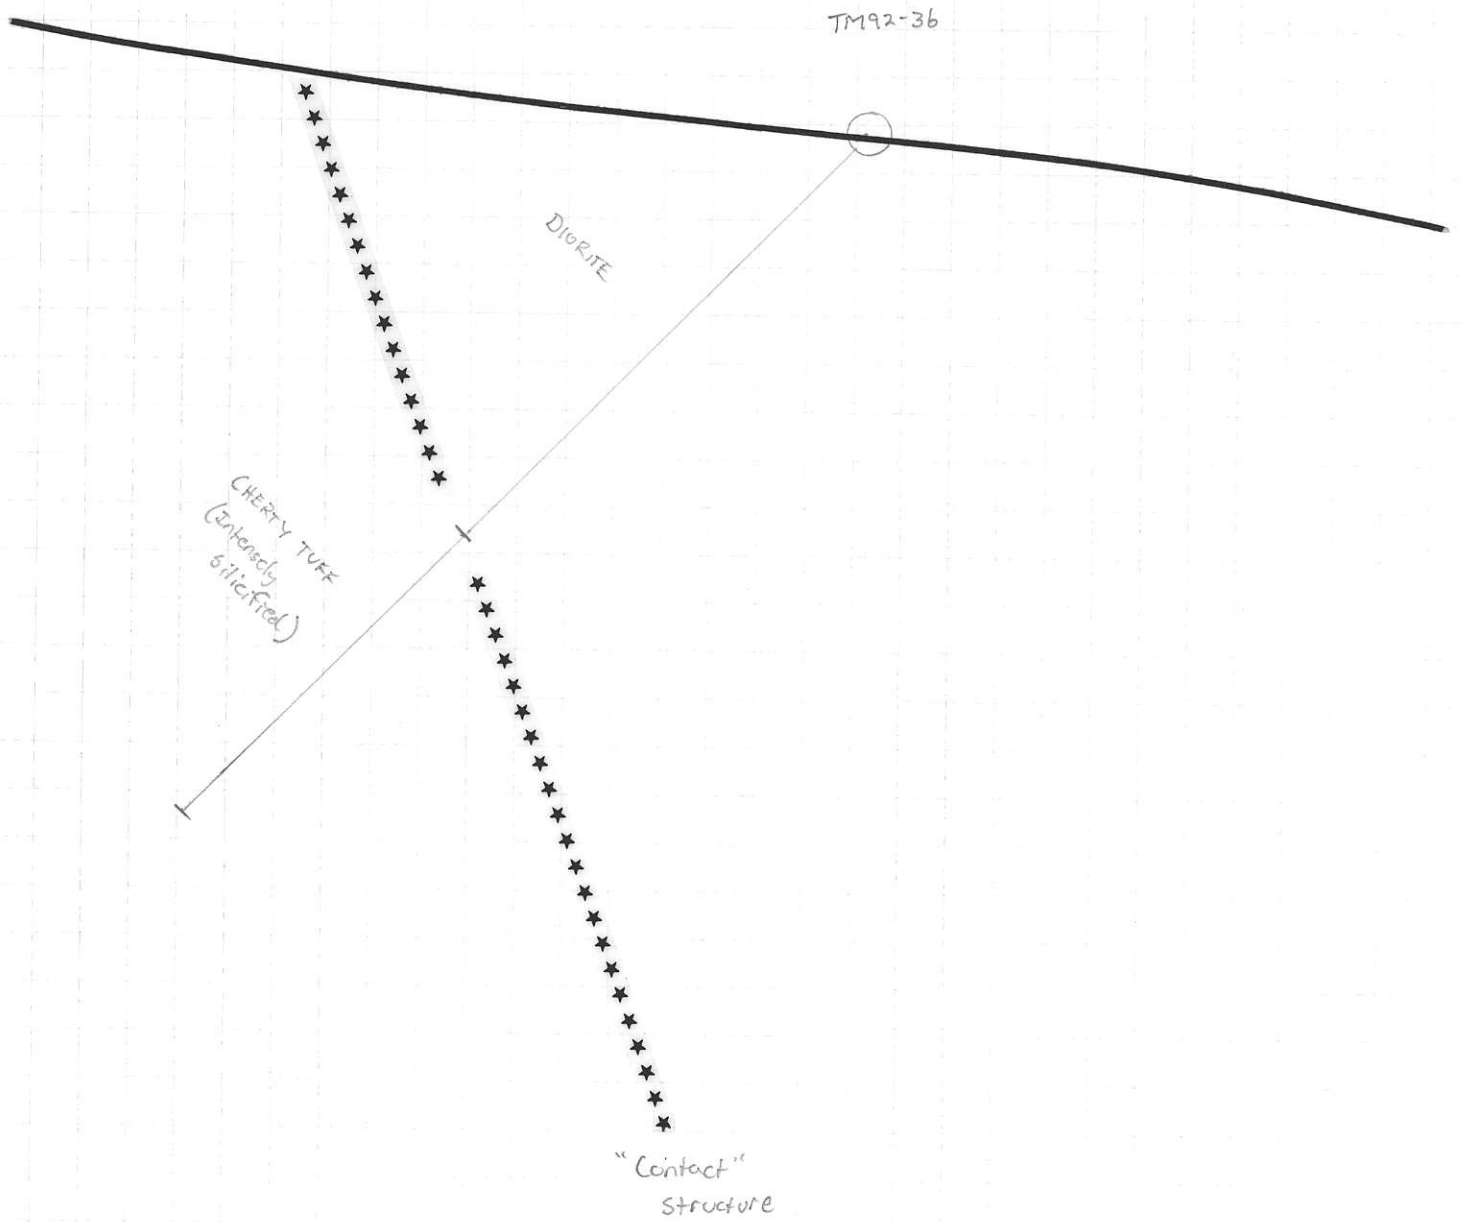 TM92-36
DIORITE
CHERTY TUFF
(Intensely
silicified)
"Contact"
structure